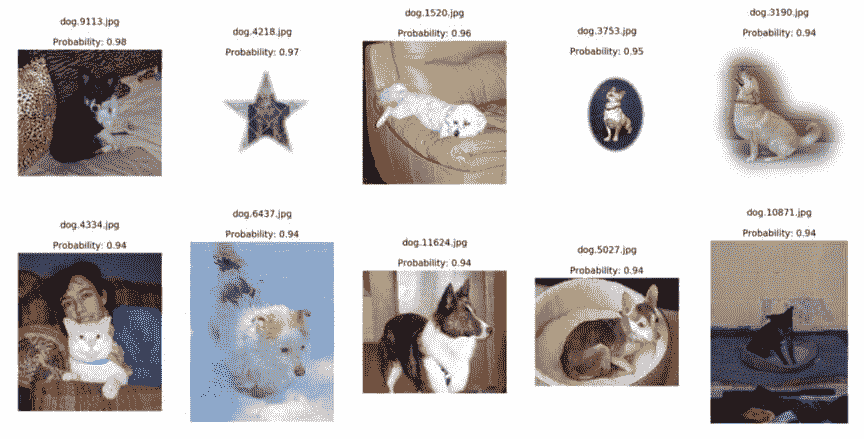 dog.9113.jpg
Probability: 0.98
dog.4218.jpg
Probability: 0.97
dog.1520.jpg
Probability: 0.96
dog.3753.jpg
Probability: 0.95
dog.3190.jpg
Probability: 0.94
dog.4334.jpg
Probability: 0.94
dog.6437.jpg
Probability: 0.94
dog.11624.jpg
Probability: 0.94
dog.5027.jpg
Probability: 0.94
dog.10871.jpg
Probability: 0.94